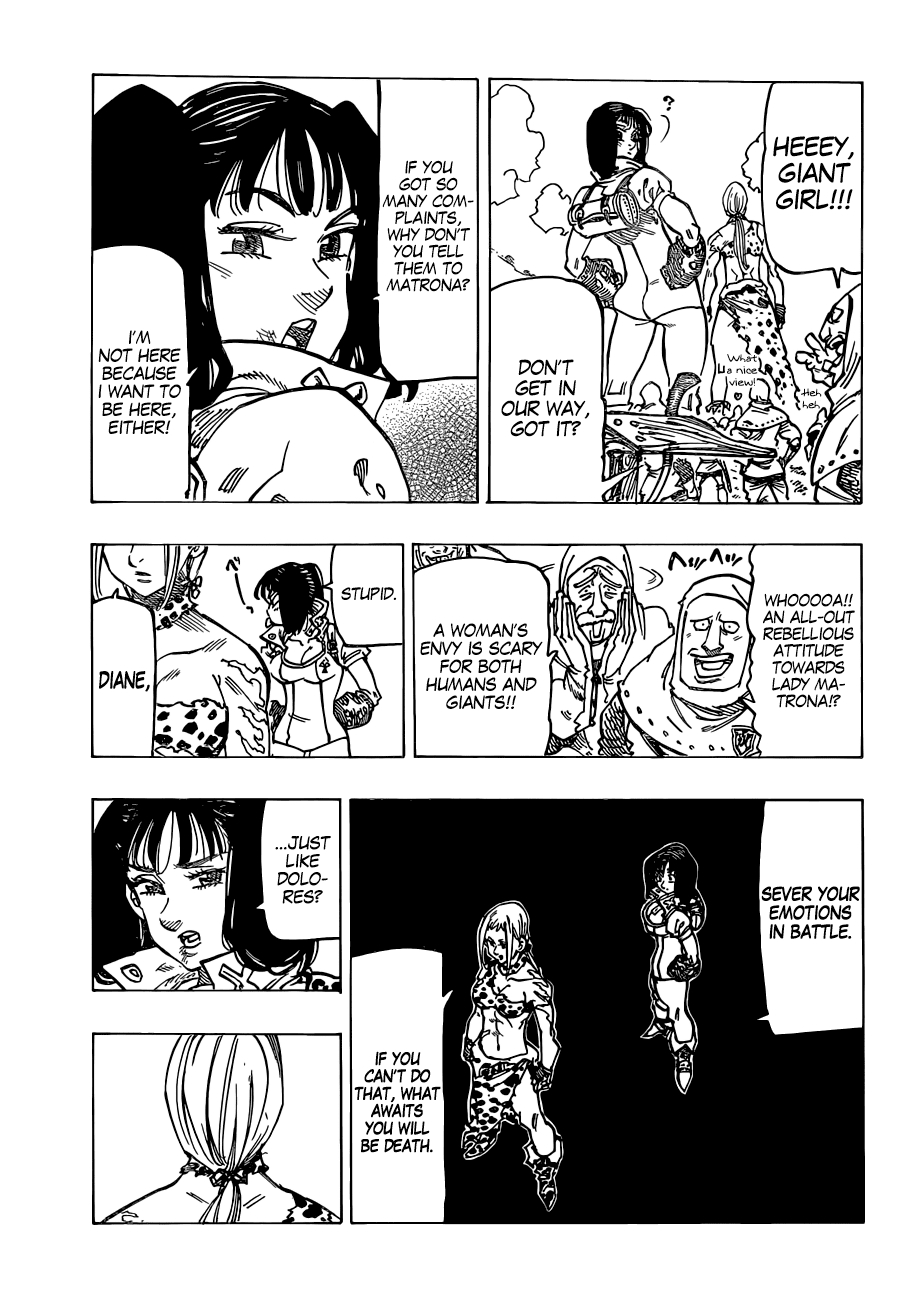 HEEEY,
GIANT
GIRL!!!
?
What
a nice
view!
♡
Heh
heh
DON'T
GET IN
OUR WAY,
GOT IT?
IF YOU
GOT SO
MANY COM-
PLAINTS,
WHY DON'T
YOU TELL
THEM TO
MATRONA?
I'M
NOT HERE
BECAUSE
I WANT TO
BE HERE,
EITHER!
WHOOOOA!!
AN ALL-OUT
REBELLIOUS
ATTITUDE
TOWARDS
LADY MA-
TRONA!?
ヘッヘッ
A WOMAN'S
ENVY IS SCARY
FOR BOTH
HUMANS AND
GIANTS!!
STUPID.
DIANE,
SEVER YOUR
EMOTIONS
IN BATTLE.
IF YOU
CAN'T DO
THAT, WHAT
AWAITS
YOU WILL
BE DEATH.
...JUST
LIKE
DOLO-
RES?